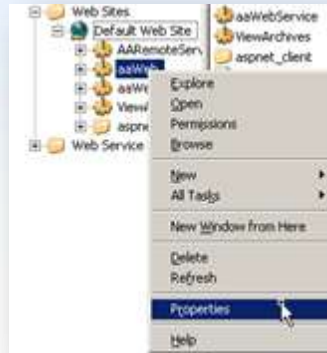 Web Sites
Default Web Site
AARemoteServ
aaWeb
aaWe
View
aspne
Web Service
aaWebService
ViewArchives
aspnet_client
Explore
Open
Permissions
Browse
New
All Tasks
New Window from Here
Delete
Refresh
Properties
Help